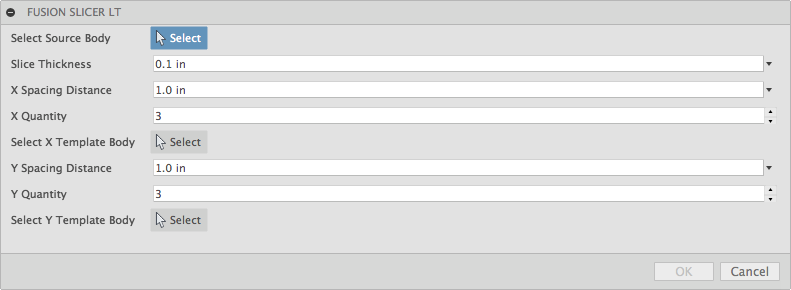 FUSION SLICER LT
Select Source Body Select
Slice Thickness 0.1 in
X Spacing Distance 1.0 in
X Quantity 3
Select X Template Body Select
Y Spacing Distance 1.0 in
Y Quantity 3
Select Y Template Body Select
OK Cancel